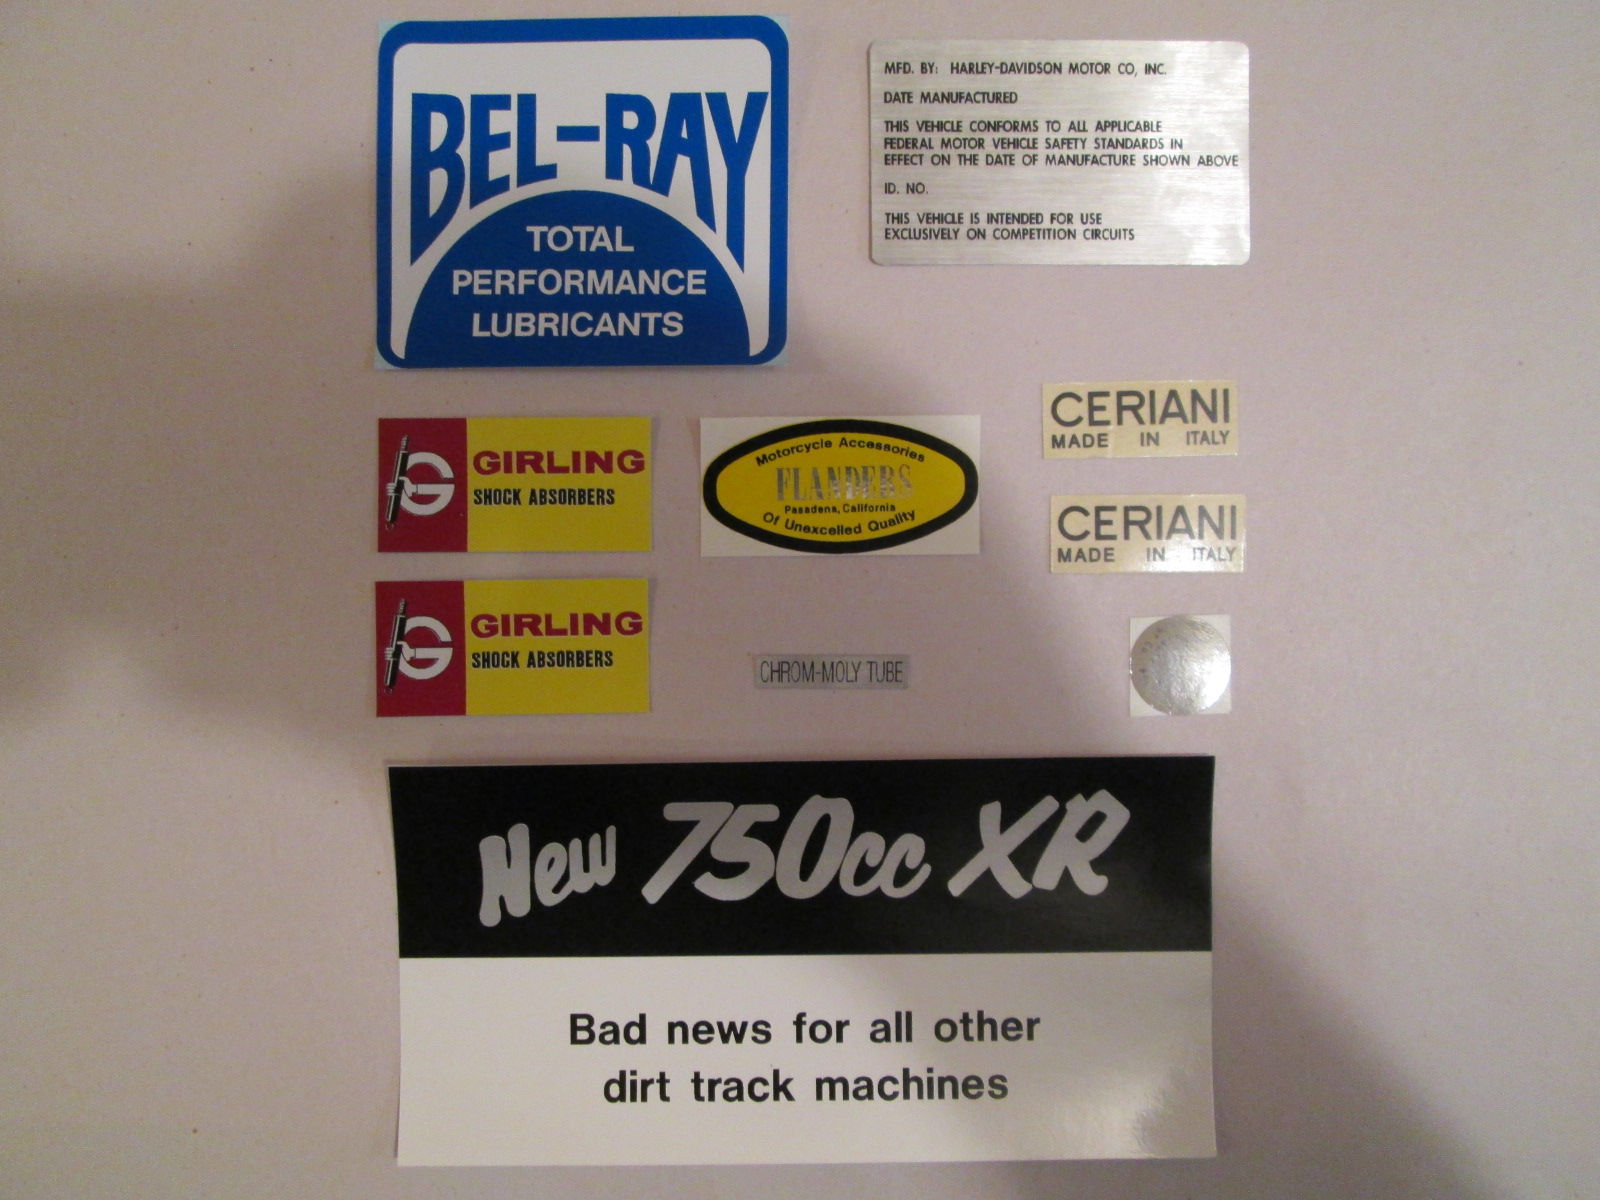 BEL-RAY
TOTAL
PERFORMANCE
LUBRICANTS
MFD. BY: HARLEY-DAVIDSON MOTOR CO, INC.
DATE MANUFACTURED
THIS VEHICLE CONFORMS TO ALL APPLICABLE
FEDERAL MOTOR VEHICLE SAFETY STANDARDS IN
EFFECT ON THE DATE OF MANUFACTURE SHOWN ABOVE
ID. NO.
THIS VEHICLE IS INTENDED FOR USE
EXCLUSIVELY ON COMPETITION CIRCUITS
G
GIRLING
SHOCK ABSORBERS
Motorcycle Accessories
FLANDERS
Pasadena, California
Of Unexcelled Quality
CERIANI
MADE IN ITALY
CERIANI
MADE IN ITALY
G
GIRLING
SHOCK ABSORBERS
CHROM-MOLY TUBE
New 750cc XR
Bad news for all other
dirt track machines